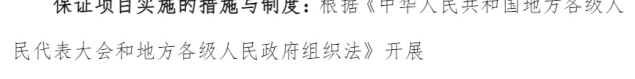 保证项目实施的措施与制度：根据《中华人民共和国地方各级人
民代表大会和地方各级人民政府组织法》开展